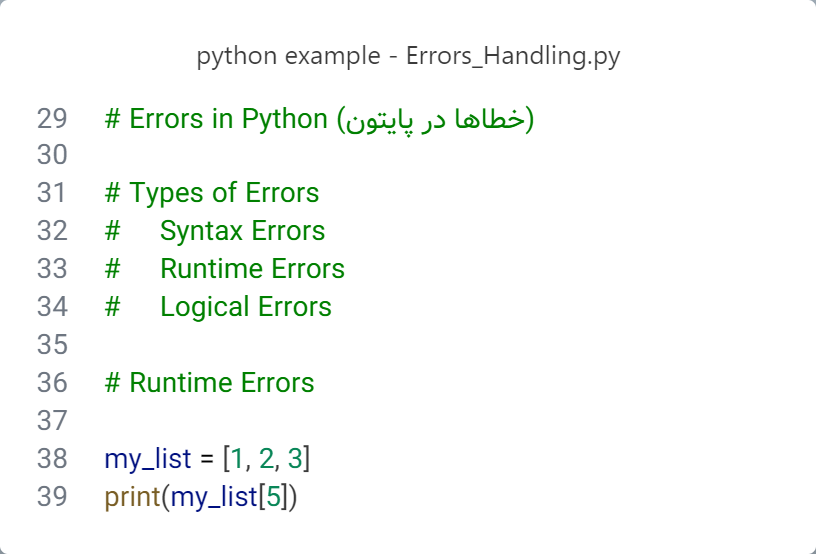 python example - Errors_Handling.py
29 # Errors in Python (خطاها در پایتون)
30
31 # Types of Errors
32 #     Syntax Errors
33 #     Runtime Errors
34 #     Logical Errors
35
36 # Runtime Errors
37
38 my_list = [1, 2, 3]
39 print(my_list[5])